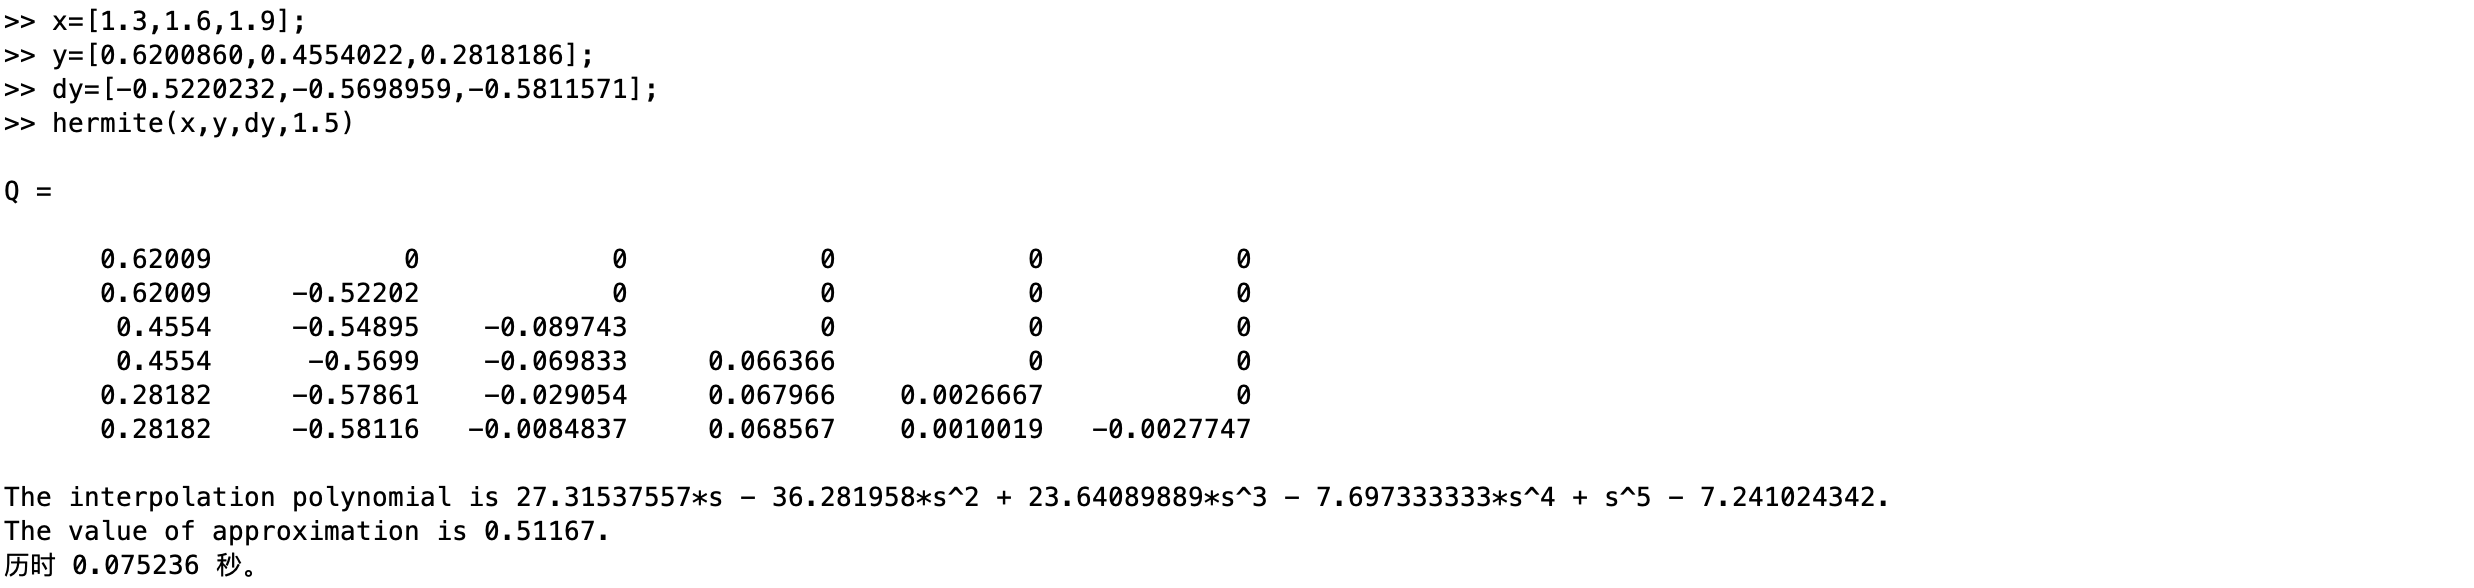 >> x=[1.3,1.6,1.9];
>> y=[0.6200860,0.4554022,0.2818186];
>> dy=[-0.5220232,-0.5698959,-0.5811571];
>> hermite(x,y,dy,1.5)
Q =
0.62009 0 0 0 0 0
0.62009 -0.52202 0 0 0 0
0.4554 -0.54895 -0.089743 0 0 0
0.4554 -0.5699 -0.069833 0.066366 0 0
0.28182 -0.57861 -0.029054 0.067966 0.0026667 0
0.28182 -0.58116 -0.0084837 0.068567 0.0010019 -0.0027747
The interpolation polynomial is 27.31537557*s - 36.281958*s^2 + 23.64089889*s^3 - 7.697333333*s^4 + s^5 - 7.241024342.
The value of approximation is 0.51167.
历时 0.075236 秒。